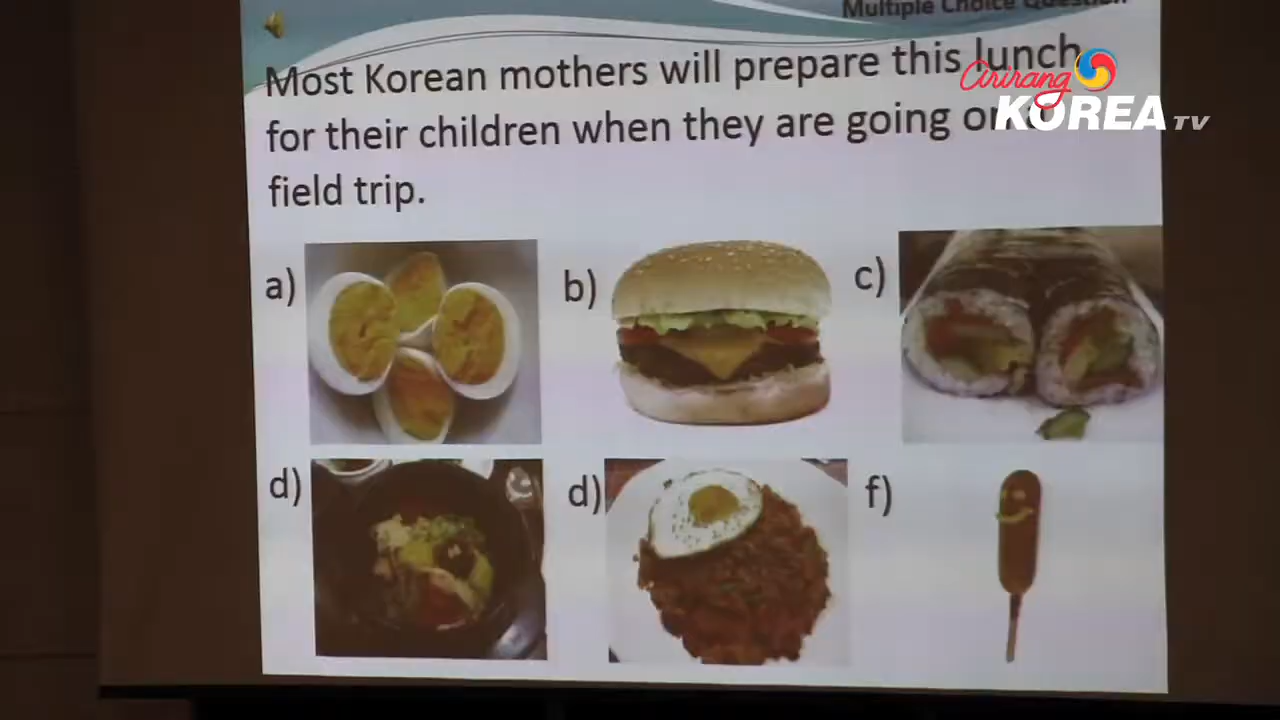 Multiple Choice Question
Most Korean mothers will prepare this lunch
for their children when they are going on a
field trip.
Arirang
KOREA TV
a)
b)
c)
d)
d)
f)